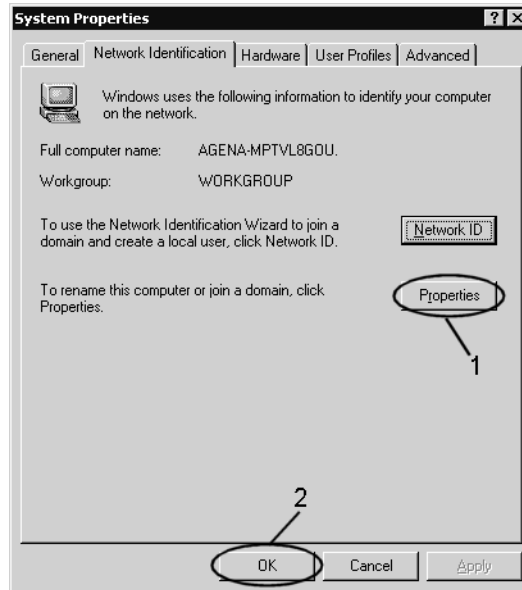 System Properties
General Network Identification Hardware User Profiles Advanced
Windows uses the following information to identify your computer
on the network.
Full computer name: AGENA-MPTVL8GOU.
Workgroup: WORKGROUP
To use the Network Identification Wizard to join a
domain and create a local user, click Network ID.
Network ID
To rename this computer or join a domain, click
Properties.
Properties
1
2
OK Cancel Apply